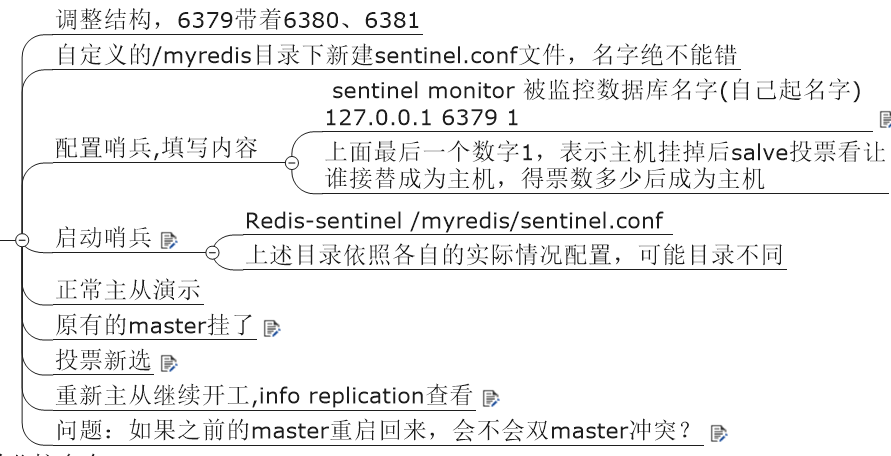 调整结构，6379带着6380、6381
自定义的/myredis目录下新建sentinel.conf文件，名字绝不能错
配置哨兵,填写内容
sentinel monitor 被监控数据库名字(自己起名字)
127.0.0.1 6379 1
上面最后一个数字1，表示主机挂掉后salve投票看让
谁接替成为主机，得票数多少后成为主机
启动哨兵
Redis-sentinel /myredis/sentinel.conf
上述目录依照各自的实际情况配置，可能目录不同
正常主从演示
原有的master挂了
投票新选
重新主从继续开工,info replication查看
问题：如果之前的master重启回来，会不会双master冲突？